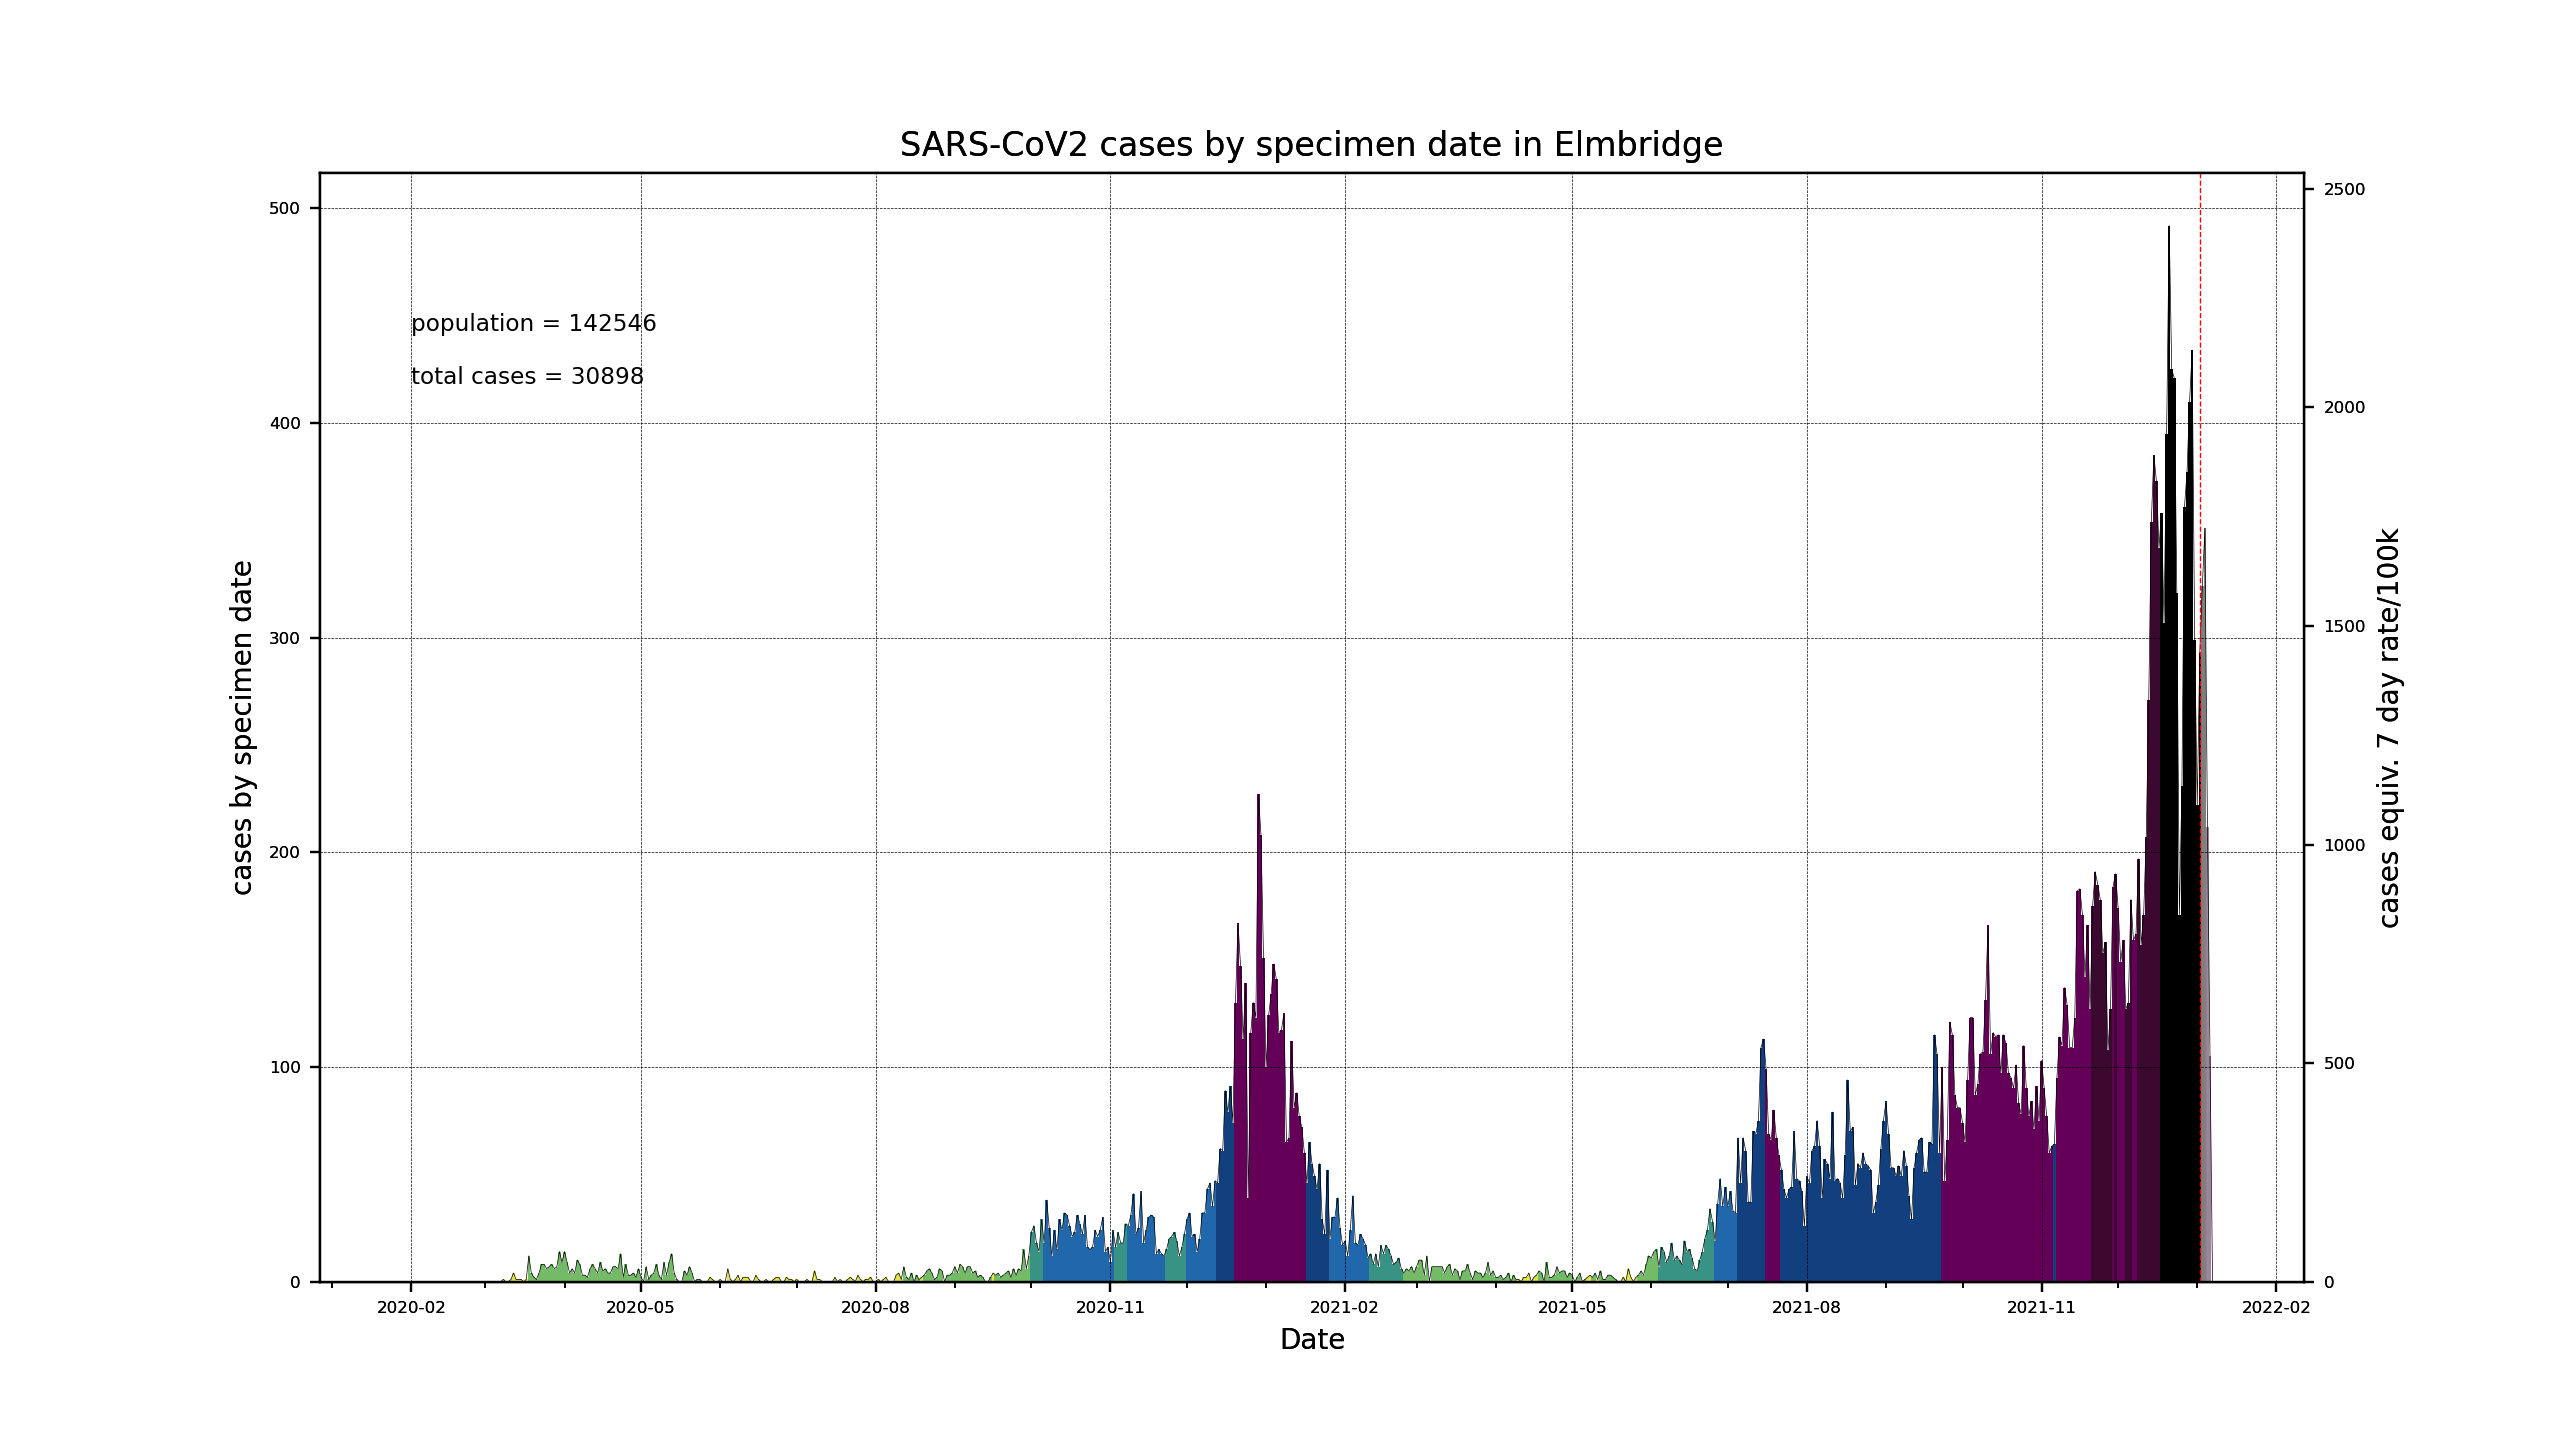 SARS-CoV2 cases by specimen date in Elmbridge
population = 142546
total cases = 30898
cases by specimen date
500
400
300
200
100
0
2500
2000
1500
1000
500
0
cases equiv. 7 day rate/100k
2020-02 2020-05 2020-08 2020-11 2021-02 2021-05 2021-08 2021-11 2022-02
Date